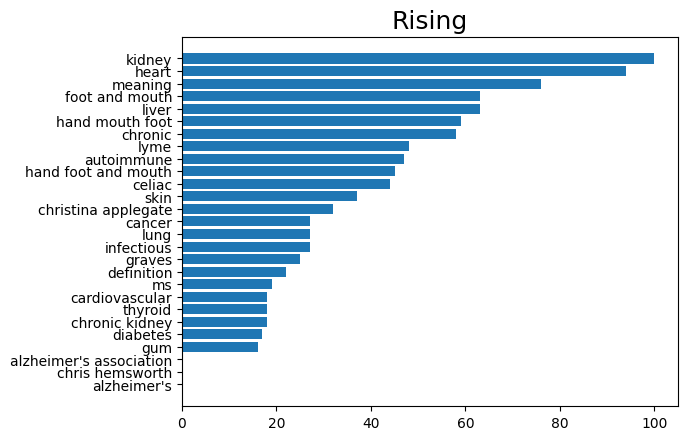 Rising
kidney
heart
meaning
foot and mouth
liver
hand mouth foot
chronic
lyme
autoimmune
hand foot and mouth
celiac
skin
christina applegate
cancer
lung
infectious
graves
definition
ms
cardiovascular
thyroid
chronic kidney
diabetes
gum
alzheimer's association
chris hemsworth
alzheimer's
0 20 40 60 80 100